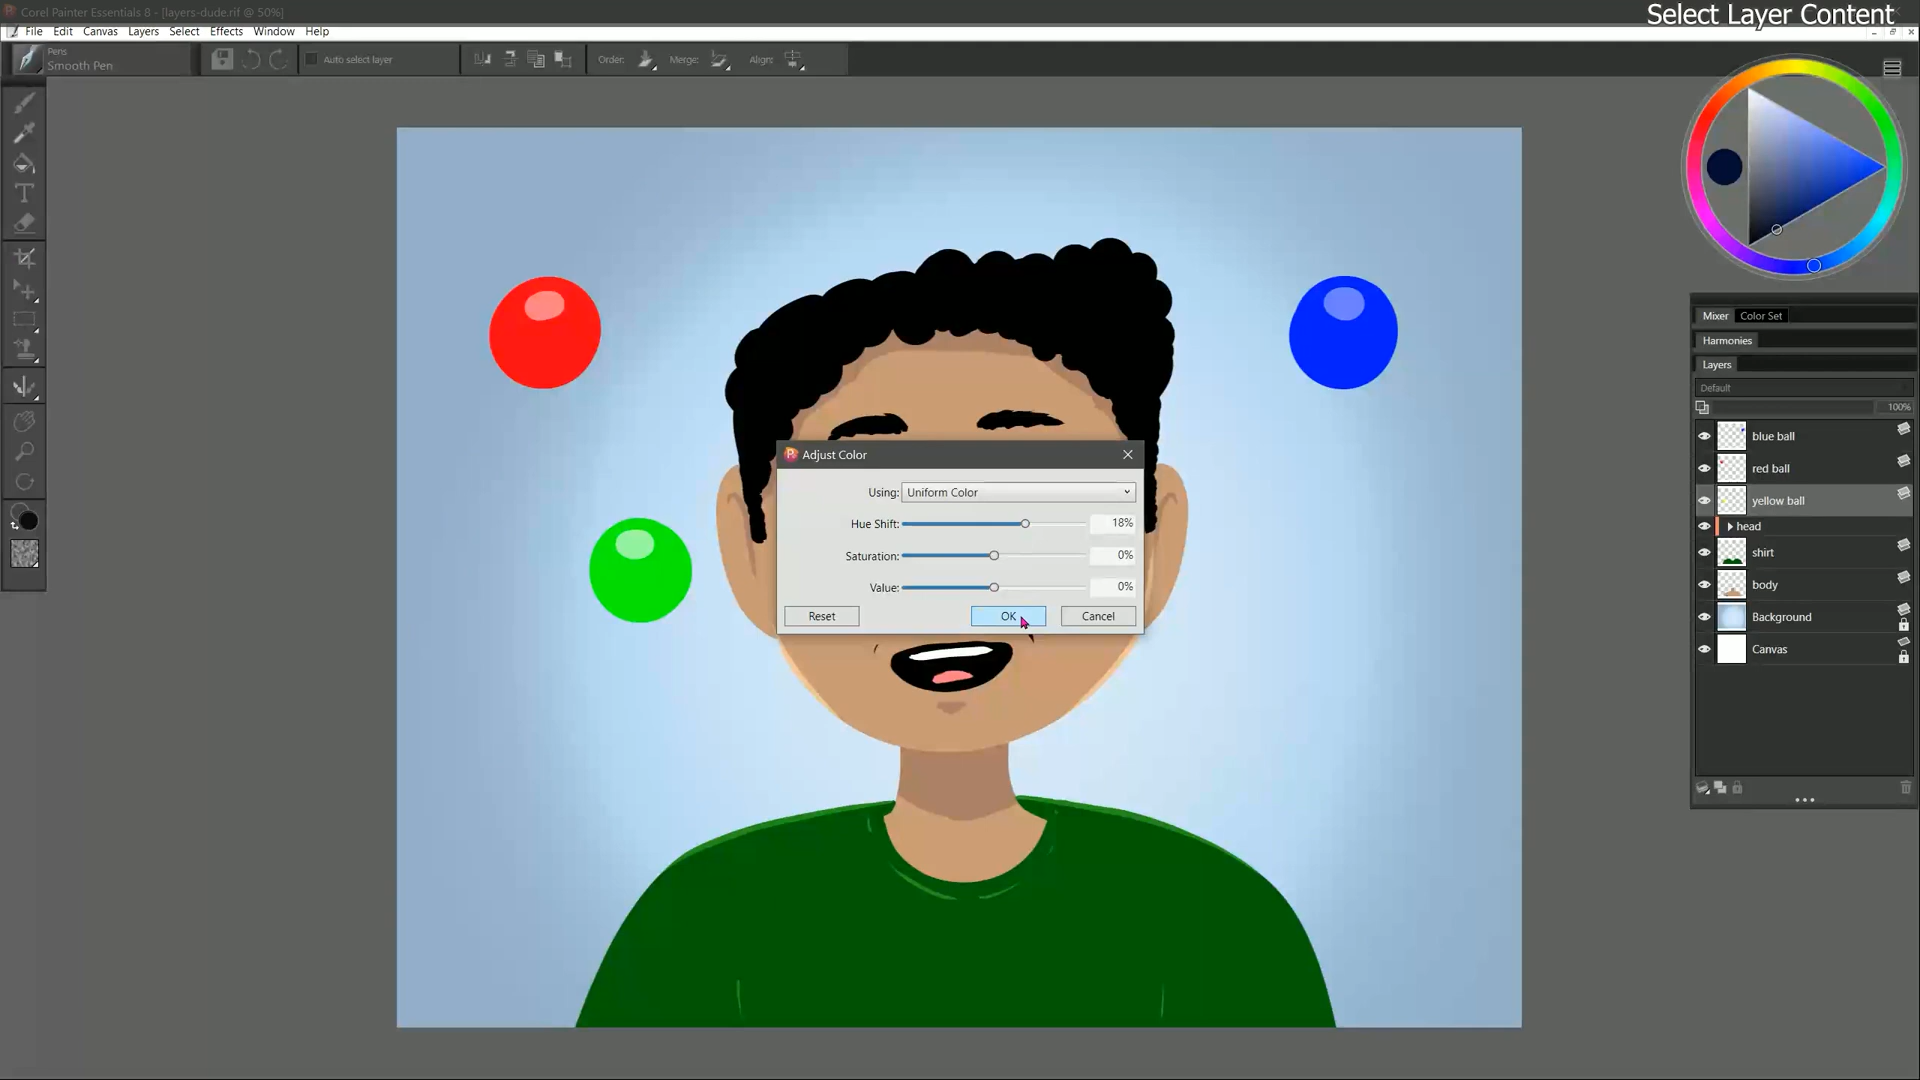 Corel Painter Essentials 8 - [layers-dude.rif @ 50%]
Select Layer Content
File Edit Canvas Layers Select Effects Window Help
Pens
Smooth Pen
Auto select layer
Order:
Merge:
Align:
Mixer Color Set
Harmonies
Layers
Default
100%
blue ball
red ball
yellow ball
head
shirt
body
Background
Canvas
Adjust Color
Using: Uniform Color
Hue Shift: 18%
Saturation: 0%
Value: 0%
Reset OK Cancel